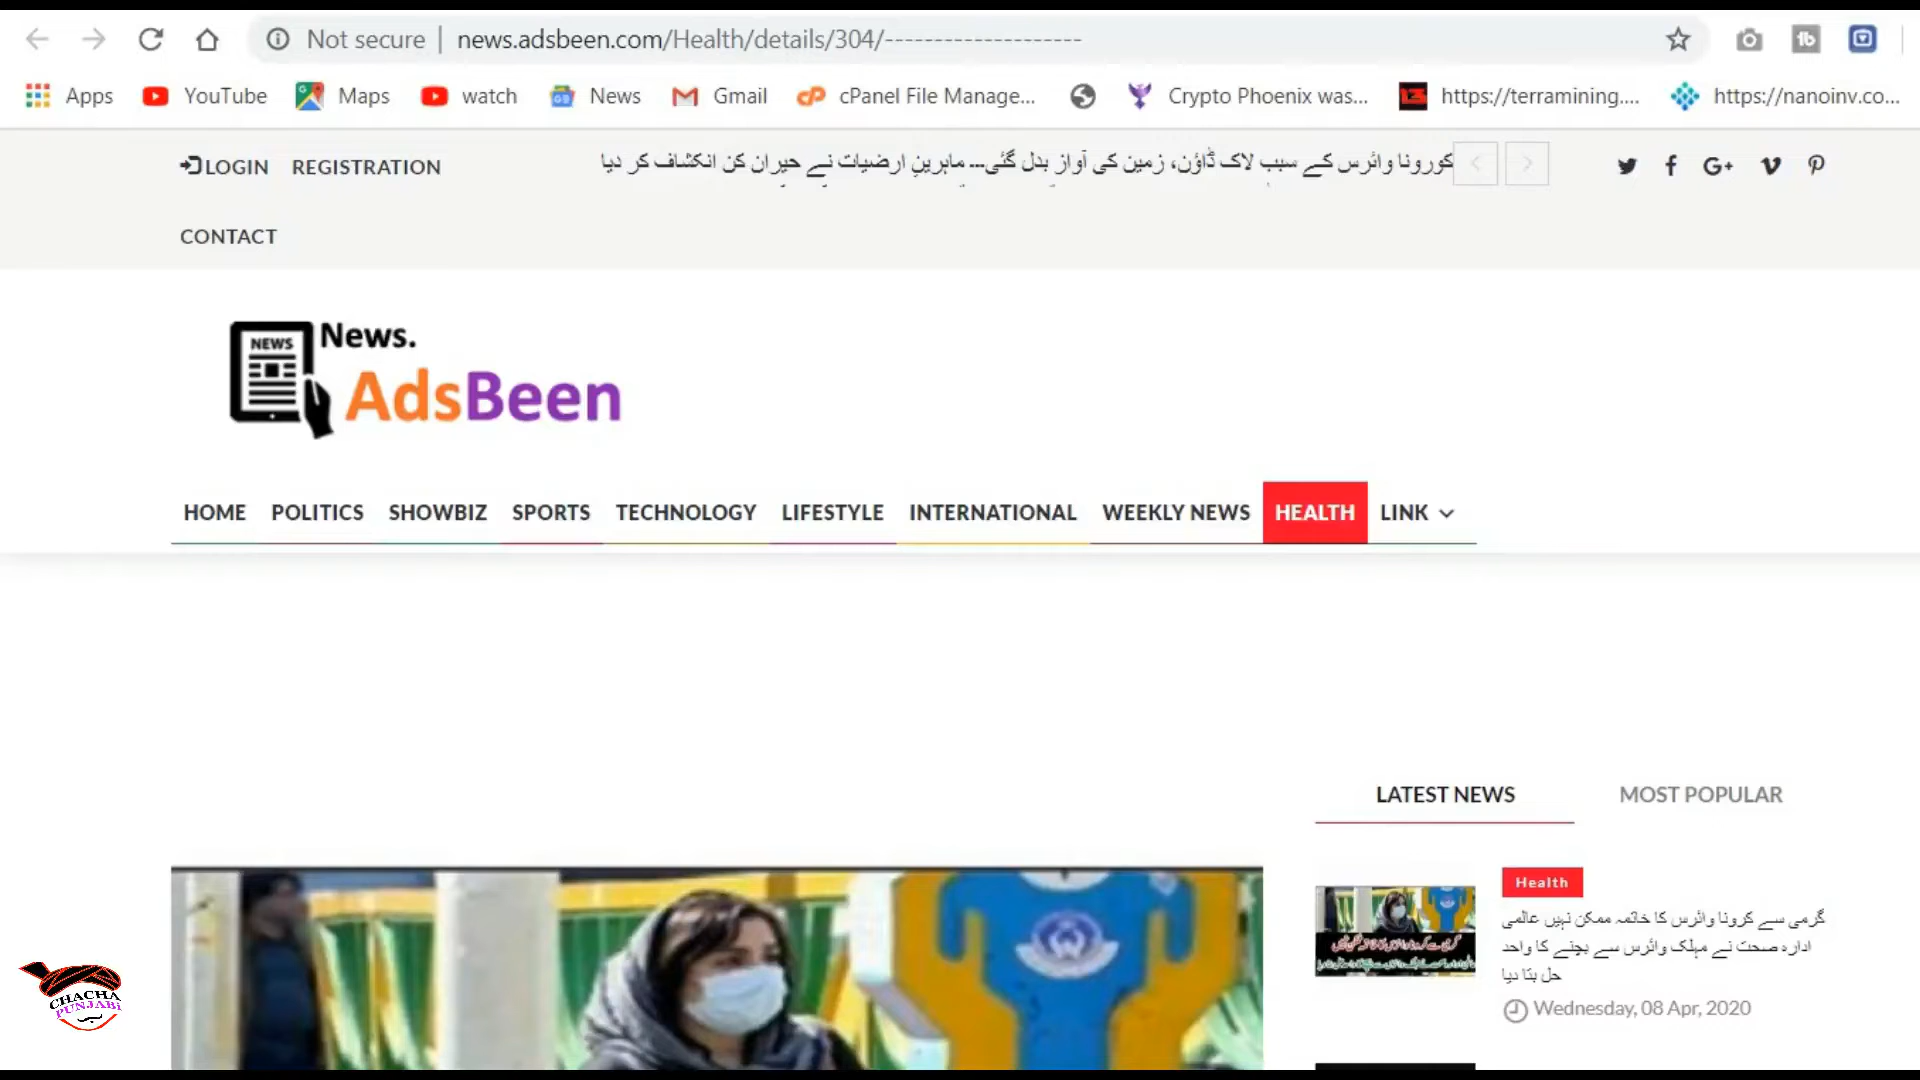 Not secure | news.adsbeen.com/Health/details/304/--------------------
Apps YouTube Maps watch News Gmail cPanel File Manage... Crypto Phoenix was... https://terramining.... https://nanoinv.co...
LOGIN REGISTRATION
کورونا وائرس کے سبب لاک ڈاؤن، زمین کی آواز بدل گئی... ماہرینِ ارضیات نے حیران کن انکشاف کر دیا
CONTACT
NEWS
News.
AdsBeen
HOME POLITICS SHOWBIZ SPORTS TECHNOLOGY LIFESTYLE INTERNATIONAL WEEKLY NEWS HEALTH LINK
LATEST NEWS MOST POPULAR
Health
گرمی سے کرونا وائرس کا خاتمہ ممکن نہیں عالمی
ادارہ صحت نے مہلک وائرس سے بچنے کا واحد
حل بتا دیا
Wednesday, 08 Apr, 2020
CHACHA
PUNJABi